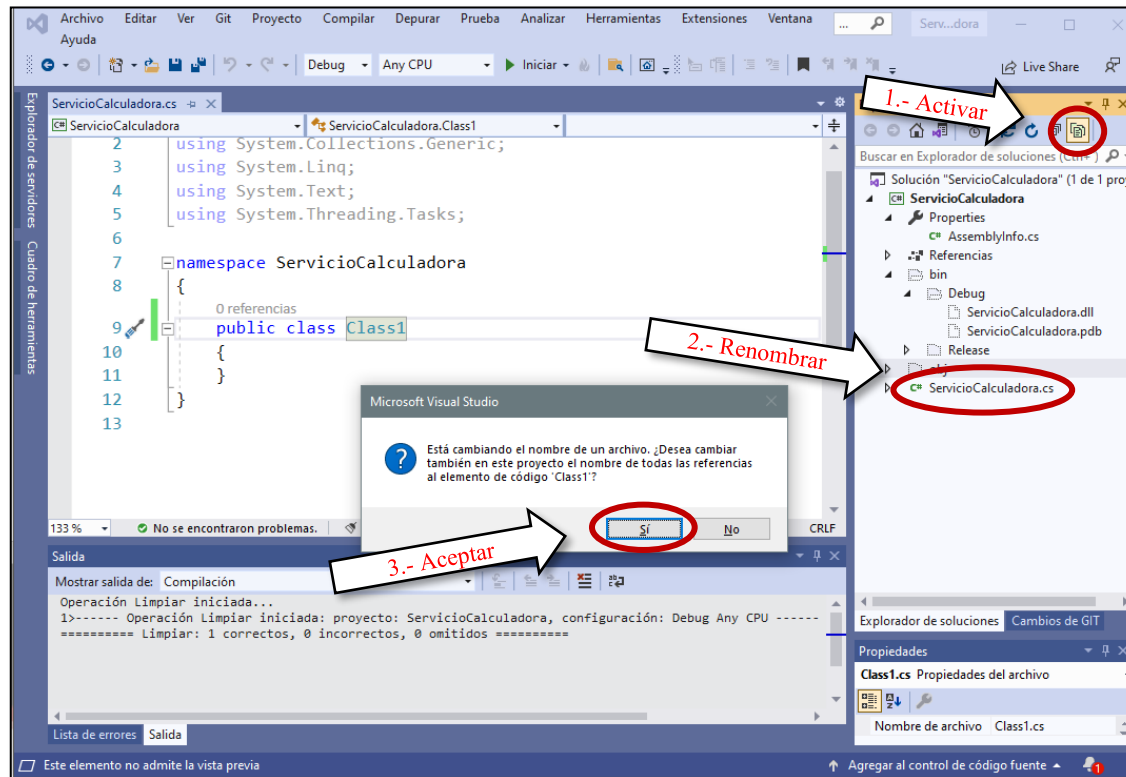 Archivo Editar Ver Git Proyecto Compilar Depurar Prueba Analizar Herramientas Extensiones Ventana ... Serv...dora
Ayuda
Debug Any CPU Iniciar Live Share
1.- Activar
Explorador de servidores
Cuadro de herramientas
ServicioCalculadora.cs
C# ServicioCalculadora ServicioCalculadora.Class1
2 using System.Collections.Generic;
3 using System.Linq;
4 using System.Text;
5 using System.Threading.Tasks;
6
7 namespace ServicioCalculadora
8 {
0 referencias
9 public class Class1
10 {
11 }
12 }
13
133 % No se encontraron problemas. CRLF
Buscar en Explorador de soluciones
Solución "ServicioCalculadora" (1 de 1 proy
C# ServicioCalculadora
Properties
C# AssemblyInfo.cs
Referencias
bin
Debug
ServicioCalculadora.dll
ServicioCalculadora.pdb
Release
2.- Renombrar
C# ServicioCalculadora.cs
Microsoft Visual Studio
Está cambiando el nombre de un archivo. ¿Desea cambiar
también en este proyecto el nombre de todas las referencias
al elemento de código 'Class1'?
Sí No
3.- Aceptar
Salida
Mostrar salida de: Compilación
Operación Limpiar iniciada...
1>------ Operación Limpiar iniciada: proyecto: ServicioCalculadora, configuración: Debug Any CPU ------
========== Limpiar: 1 correctos, 0 incorrectos, 0 omitidos ==========
Lista de errores Salida
Explorador de soluciones Cambios de GIT
Propiedades
Class1.cs Propiedades del archivo
Nombre de archivo Class1.cs
Este elemento no admite la vista previa Agregar al control de código fuente 1